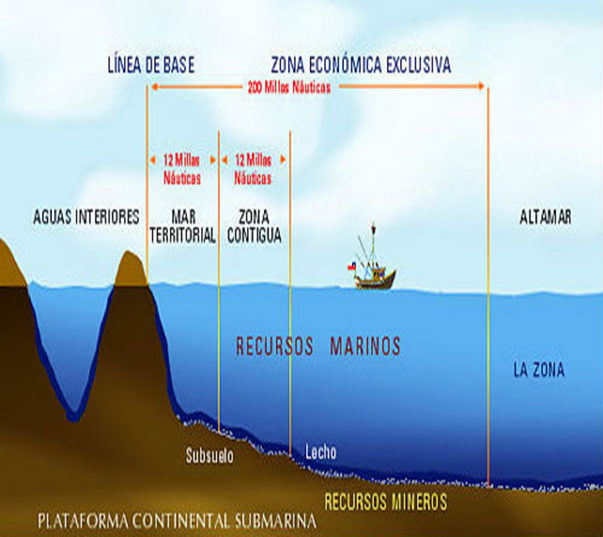 LÍNEA DE BASE
ZONA ECONÓMICA EXCLUSIVA
200 Millas Náuticas
12 Millas
Náuticas
12 Millas
Náuticas
AGUAS INTERIORES
MAR
TERRITORIAL
ZONA
CONTIGUA
ALTAMAR
RECURSOS MARINOS
LA ZONA
Subsuelo
Lecho
RECURSOS MINEROS
PLATAFORMA CONTINENTAL SUBMARINA